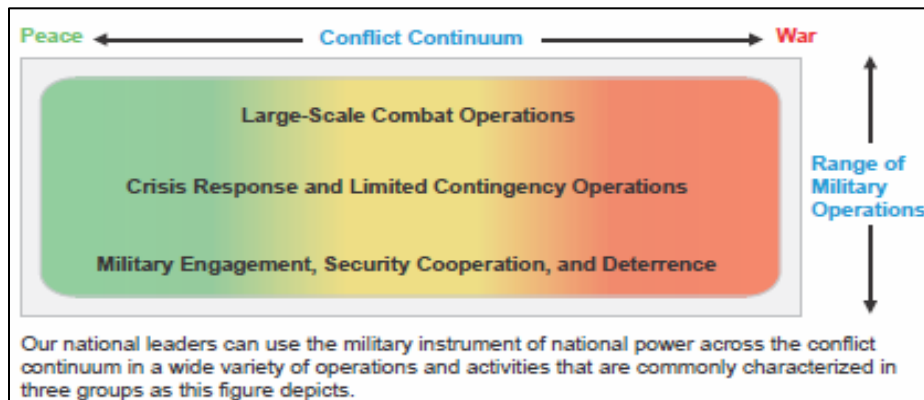 Peace Conflict Continuum War
Large-Scale Combat Operations
Crisis Response and Limited Contingency Operations
Military Engagement, Security Cooperation, and Deterrence
Range of
Military
Operations
Our national leaders can use the military instrument of national power across the conflict
continuum in a wide variety of operations and activities that are commonly characterized in
three groups as this figure depicts.